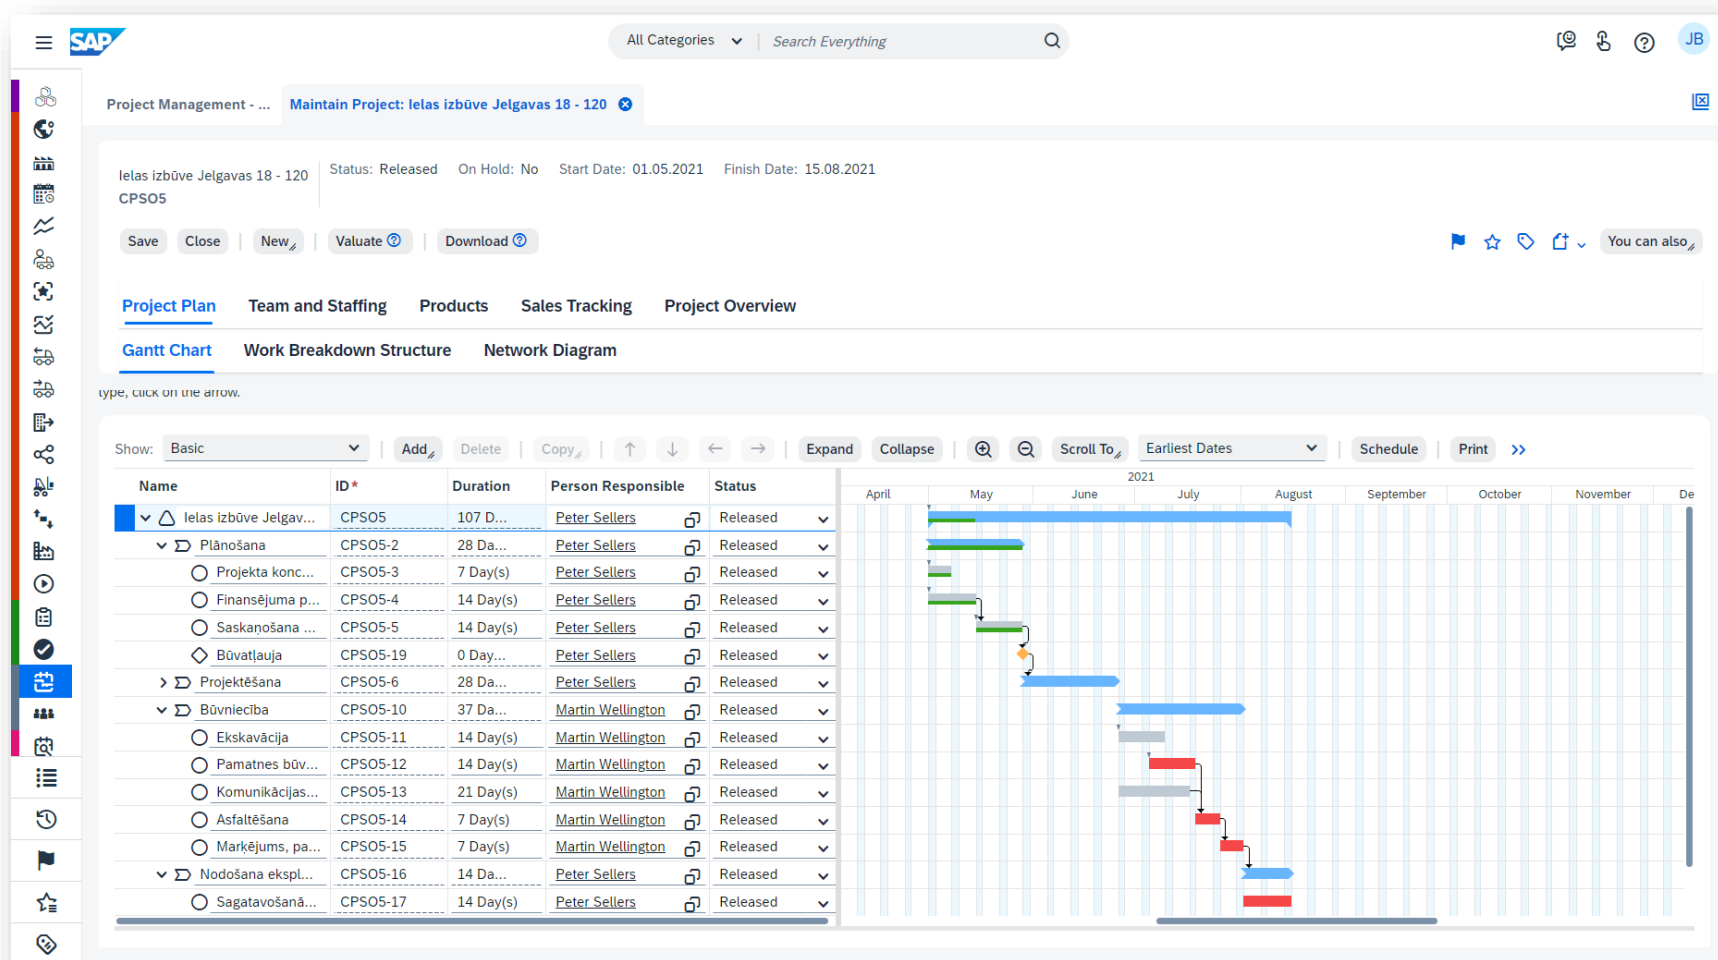 SAP
All Categories
Search Everything
JB
Project Management - ...
Maintain Project: Ielas izbūve Jelgavas 18 - 120
Ielas izbūve Jelgavas 18 - 120
CPSO5
Status: Released On Hold: No Start Date: 01.05.2021 Finish Date: 15.08.2021
Save Close New Valuate Download You can also
Project Plan Team and Staffing Products Sales Tracking Project Overview
Gantt Chart Work Breakdown Structure Network Diagram
type, click on the arrow.
Show: Basic Add Delete Copy Expand Collapse Scroll To Earliest Dates Schedule Print
Name ID* Duration Person Responsible Status
2021
April May June July August September October November De
Ielas izbūve Jelgav... CPSO5 107 D... Peter Sellers Released
Plānošana CPSO5-2 28 Da... Peter Sellers Released
Projekta konc... CPSO5-3 7 Day(s) Peter Sellers Released
Finansējuma p... CPSO5-4 14 Day(s) Peter Sellers Released
Saskaņošana ... CPSO5-5 14 Day(s) Peter Sellers Released
Būvatļauja CPSO5-19 0 Day... Peter Sellers Released
Projektēšana CPSO5-6 28 Da... Peter Sellers Released
Būvniecība CPSO5-10 37 Da... Martin Wellington Released
Ekskavācija CPSO5-11 14 Day(s) Martin Wellington Released
Pamatnes būv... CPSO5-12 14 Day(s) Martin Wellington Released
Komunikācijas... CPSO5-13 21 Day(s) Martin Wellington Released
Asfaltēšana CPSO5-14 7 Day(s) Martin Wellington Released
Marķējums, pa... CPSO5-15 7 Day(s) Martin Wellington Released
Nodošana ekspl... CPSO5-16 14 Da... Peter Sellers Released
Sagatavošanā... CPSO5-17 14 Day(s) Peter Sellers Released